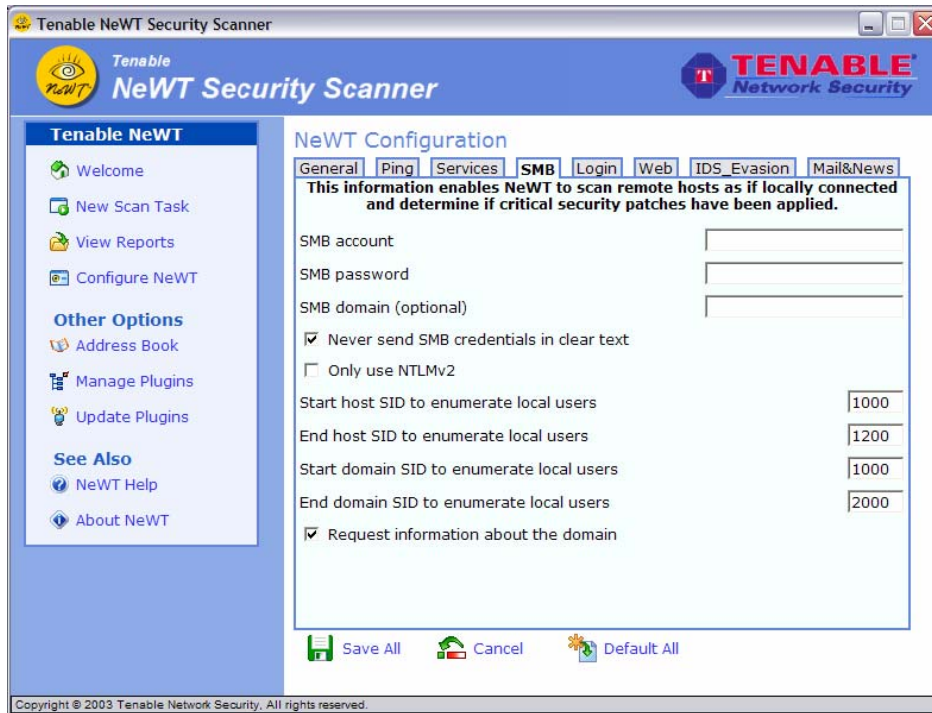 Tenable NeWT Security Scanner
NeWT
Tenable
NeWT Security Scanner
T
TENABLE
Network Security
Tenable NeWT
Welcome
New Scan Task
View Reports
Configure NeWT
Other Options
Address Book
Manage Plugins
Update Plugins
See Also
NeWT Help
About NeWT
NeWT Configuration
General Ping Services SMB Login Web IDS_Evasion Mail&News
This information enables NeWT to scan remote hosts as if locally connected
and determine if critical security patches have been applied.
SMB account
SMB password
SMB domain (optional)
Never send SMB credentials in clear text
Only use NTLMv2
Start host SID to enumerate local users 1000
End host SID to enumerate local users 1200
Start domain SID to enumerate local users 1000
End domain SID to enumerate local users 2000
Request information about the domain
Save All Cancel Default All
Copyright © 2003 Tenable Network Security, All rights reserved.